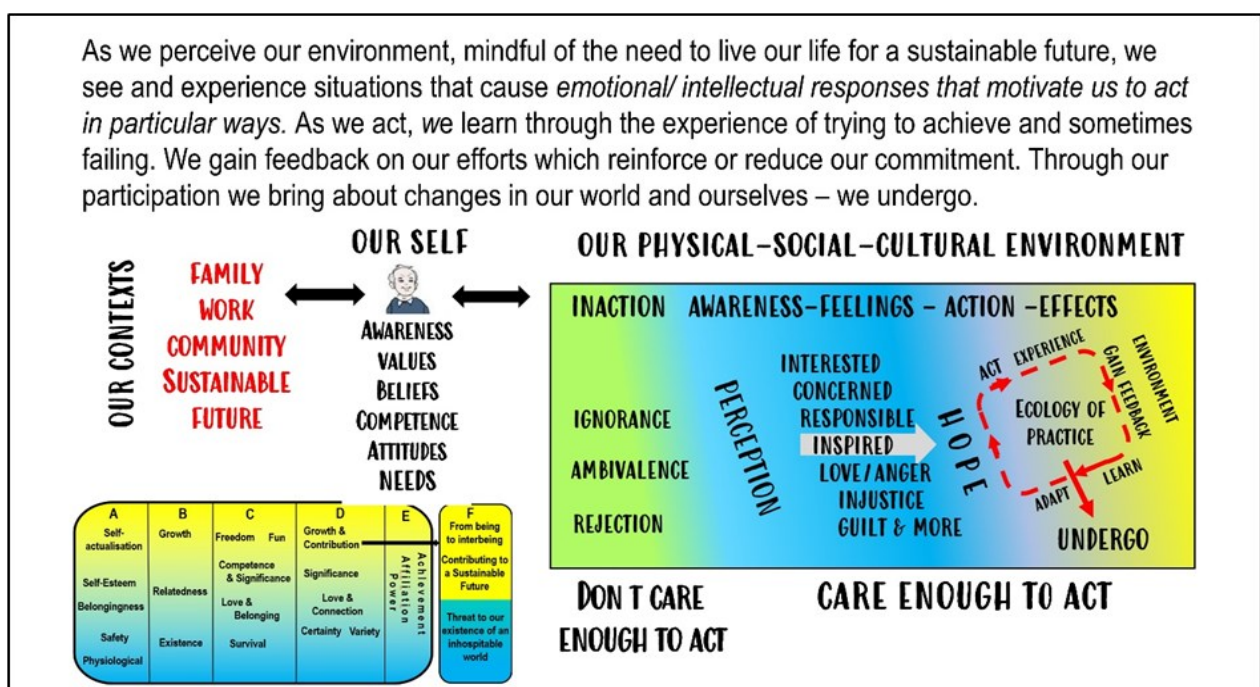 As we perceive our environment, mindful of the need to live our life for a sustainable future, we
see and experience situations that cause emotional/ intellectual responses that motivate us to act
in particular ways. As we act, we learn through the experience of trying to achieve and sometimes
failing. We gain feedback on our efforts which reinforce or reduce our commitment. Through our
participation we bring about changes in our world and ourselves – we undergo.
OUR CONTEXTS
FAMILY
WORK
COMMUNITY
SUSTAINABLE
FUTURE
OUR SELF
AWARENESS
VALUES
BELIEFS
COMPETENCE
ATTITUDES
NEEDS
OUR PHYSICAL-SOCIAL-CULTURAL ENVIRONMENT
INACTION
AWARENESS-FEELINGS - ACTION -EFFECTS
IGNORANCE
AMBIVALENCE
REJECTION
PERCEPTION
INTERESTED
CONCERNED
RESPONSIBLE
INSPIRED
LOVE/ANGER
INJUSTICE
GUILT & MORE
HOPE
ACT
EXPERIENCE
GAIN FEEDBACK
ENVIRONMENT
ECOLOGY OF
PRACTICE
LEARN
ADAPT
UNDERGO
DON T CARE
ENOUGH TO ACT
CARE ENOUGH TO ACT
A
Self-
actualisation
Self-Esteem
Belongingness
Safety
Physiological
B
Growth
Relatedness
Existence
C
Freedom Fun
Competence
& Significance
Love &
Belonging
Survival
D
Growth &
Contribution
Significance
Love &
Connection
Certainty Variety
E
Achievement
Affiliation
Power
F
From being
to interbeing
Contributing to
a Sustainable
Future
Threat to our
existence of an
inhospitable
world